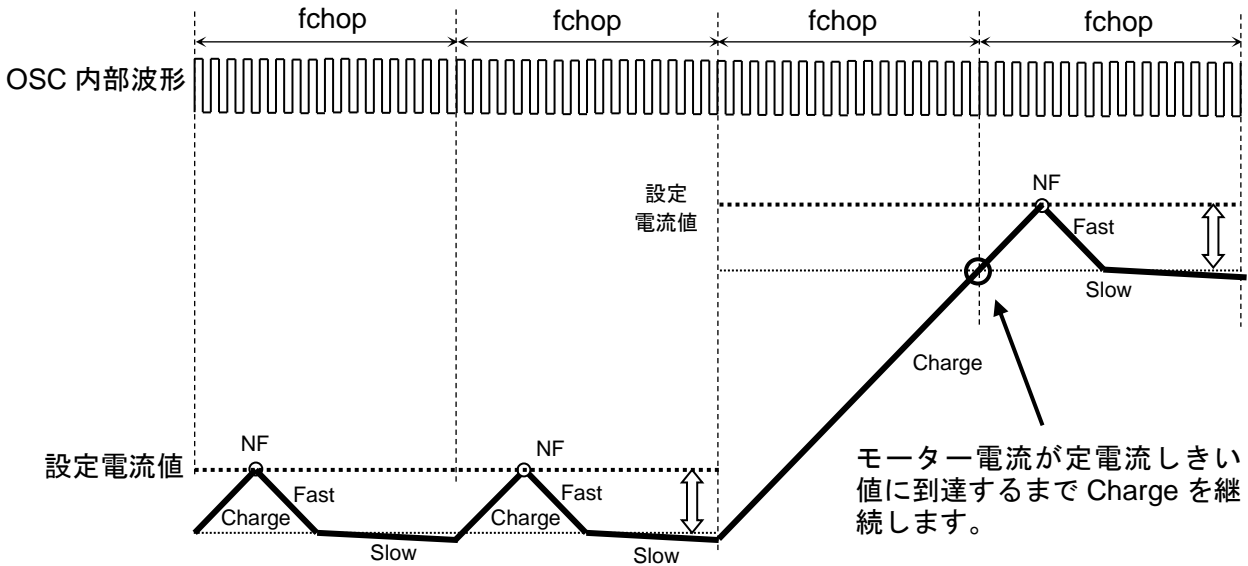 fchop
fchop
fchop
fchop
OSC 内部波形
設定
電流値
NF
Fast
Slow
Charge
設定電流値
NF
Fast
Charge
Slow
NF
Fast
Charge
Slow
モーター電流が定電流しきい
値に到達するまで Charge を継
続します。